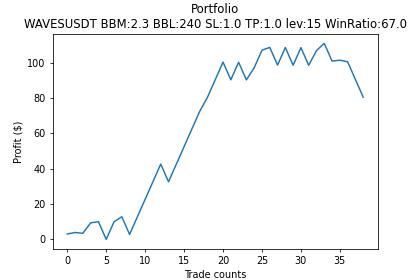 Portfolio
WAVESUSDT BBM:2.3 BBL:240 SL:1.0 TP:1.0 lev:15 WinRatio:67.0
100
80
60
40
20
0
Profit ($)
0 5 10 15 20 25 30 35
Trade counts